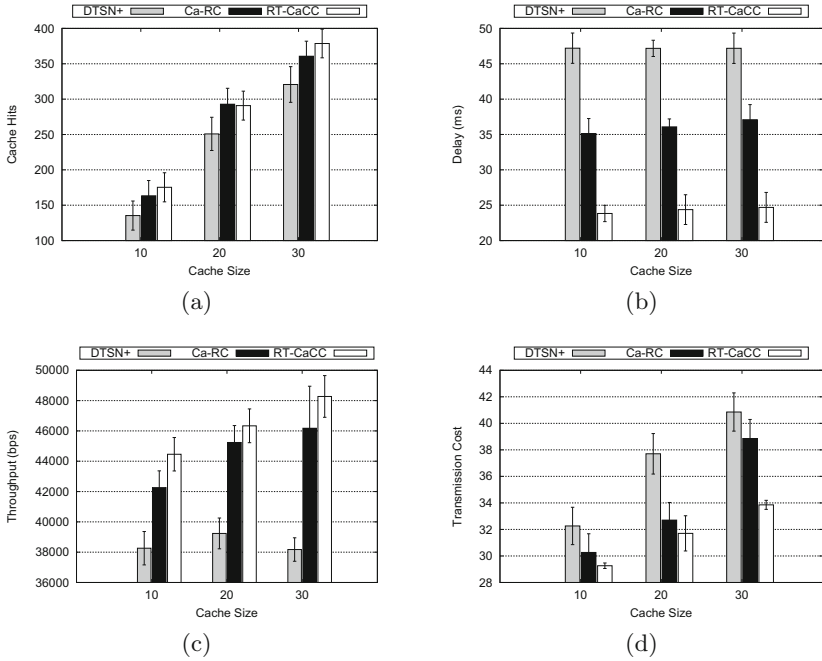 DTSN+ Ca-RC RT-CaCC
400
350
300
250
200
150
100
Cache Hits
10 20 30
Cache Size
(a)
DTSN+ Ca-RC RT-CaCC
50
45
40
35
30
25
20
Delay (ms)
10 20 30
Cache Size
(b)
DTSN+ Ca-RC RT-CaCC
50000
48000
46000
44000
42000
40000
38000
36000
Throughput (bps)
10 20 30
Cache Size
(c)
DTSN+ Ca-RC RT-CaCC
44
42
40
38
36
34
32
30
28
Transmission Cost
10 20 30
Cache Size
(d)